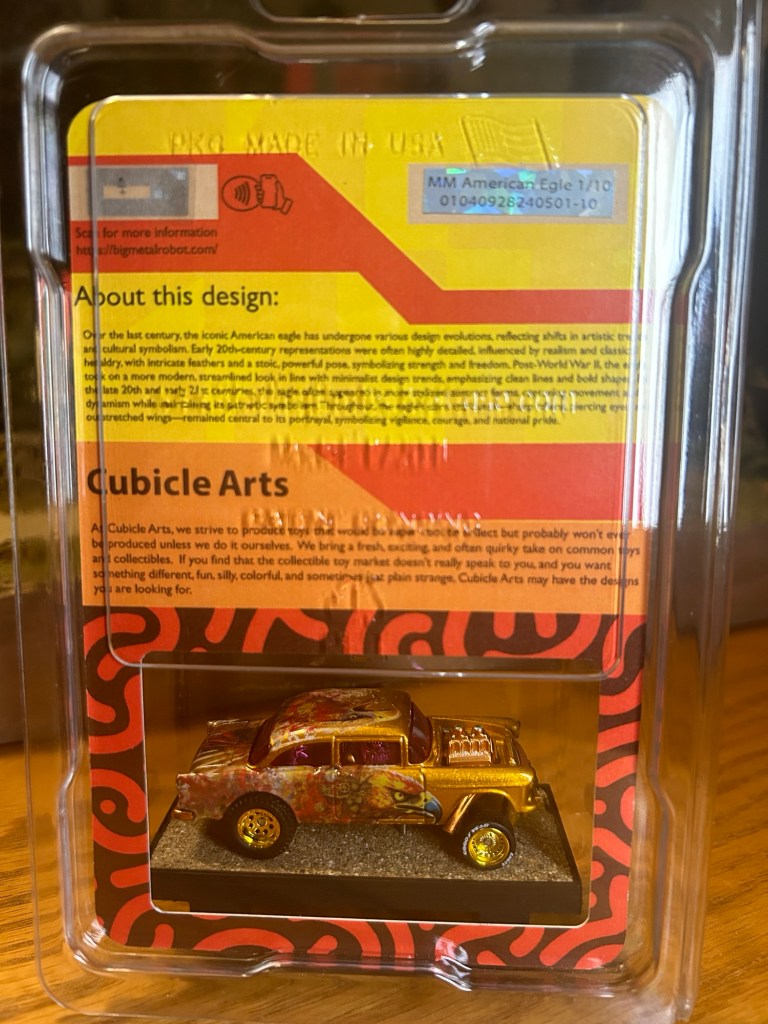 PKG MADE IN USA
MM American Egle 1/10
01040928240501-10
Scan for more information
https://bigmetalrobot.com/
About this design:
Over the last century, the iconic American eagle has undergone various design evolutions, reflecting shifts in artistic
and cultural symbolism. Early 20th-century representations were often highly detailed, influenced by realism and
heraldry, with intricate feathers and a stoic, powerful pose, symbolizing strength and freedom. Post-World War II, the
took on a more modern, streamlined look in line with minimalist design trends, emphasizing clean lines and bold
the late 20th and early 21st centuries, the eagle often
dynamism while maintaining its patriotic symbolism. Throughout,
outstretched wings—remained central to its portrayal, symbolizing vigilance, courage, and national pride.
Cubicle Arts
At Cubicle Arts, we strive to produce toys that would be super cool to collect but probably won't ever
be produced unless we do it ourselves. We bring a fresh, exciting, and often quirky take on common toys
and collectibles. If you find that the collectible toy market doesn't really speak to you, and you want
something different, fun, silly, colorful, and sometimes just plain strange, Cubicle Arts may have the designs
you are looking for.